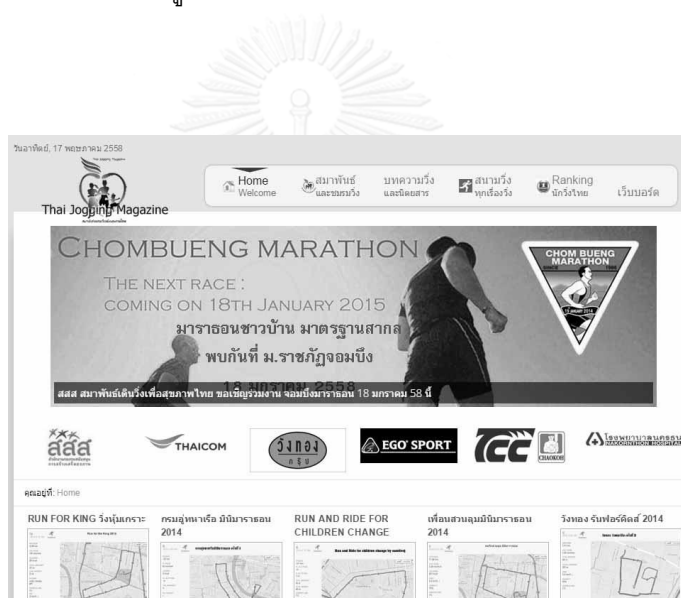 วันอาทิตย์, 17 พฤษภาคม 2558
Thai Jogging Magazine
Home
Welcome
สมาพันธ์
และชมรมวิ่ง
บทความวิ่ง
และนิตยสาร
สนามวิ่ง
ทุกเรื่องวิ่ง
Ranking
นักวิ่งไทย
เว็บบอร์ด
CHOMBUENG MARATHON
THE NEXT RACE :
COMING ON 18TH JANUARY 2015
มาราธอนชาวบ้าน มาตรฐานสากล
พบกันที่ ม.ราชภัฏจอมบึง
18 มกราคม 2558
CHOM BUENG
MARATHON
สสส สมาพันธ์เดินวิ่งเพื่อสุขภาพไทย ขอเชิญร่วมงาน จอมบึงมาราธอน 18 มกราคม 58 นี้
สสส
THAICOM
วังทอง
กรุ๊ป
EGO SPORT
TCC
CHAOKOH
คุณอยู่ที่: Home
RUN FOR KING วิ่งหุ้มเกราะ
กรมอู่ทหารเรือ มินิมาราธอน
2014
RUN AND RIDE FOR
CHILDREN CHANGE
เพื่อนสวนลุมมินิมาราธอน
2014
วังทอง รันฟอร์คิดส์ 2014